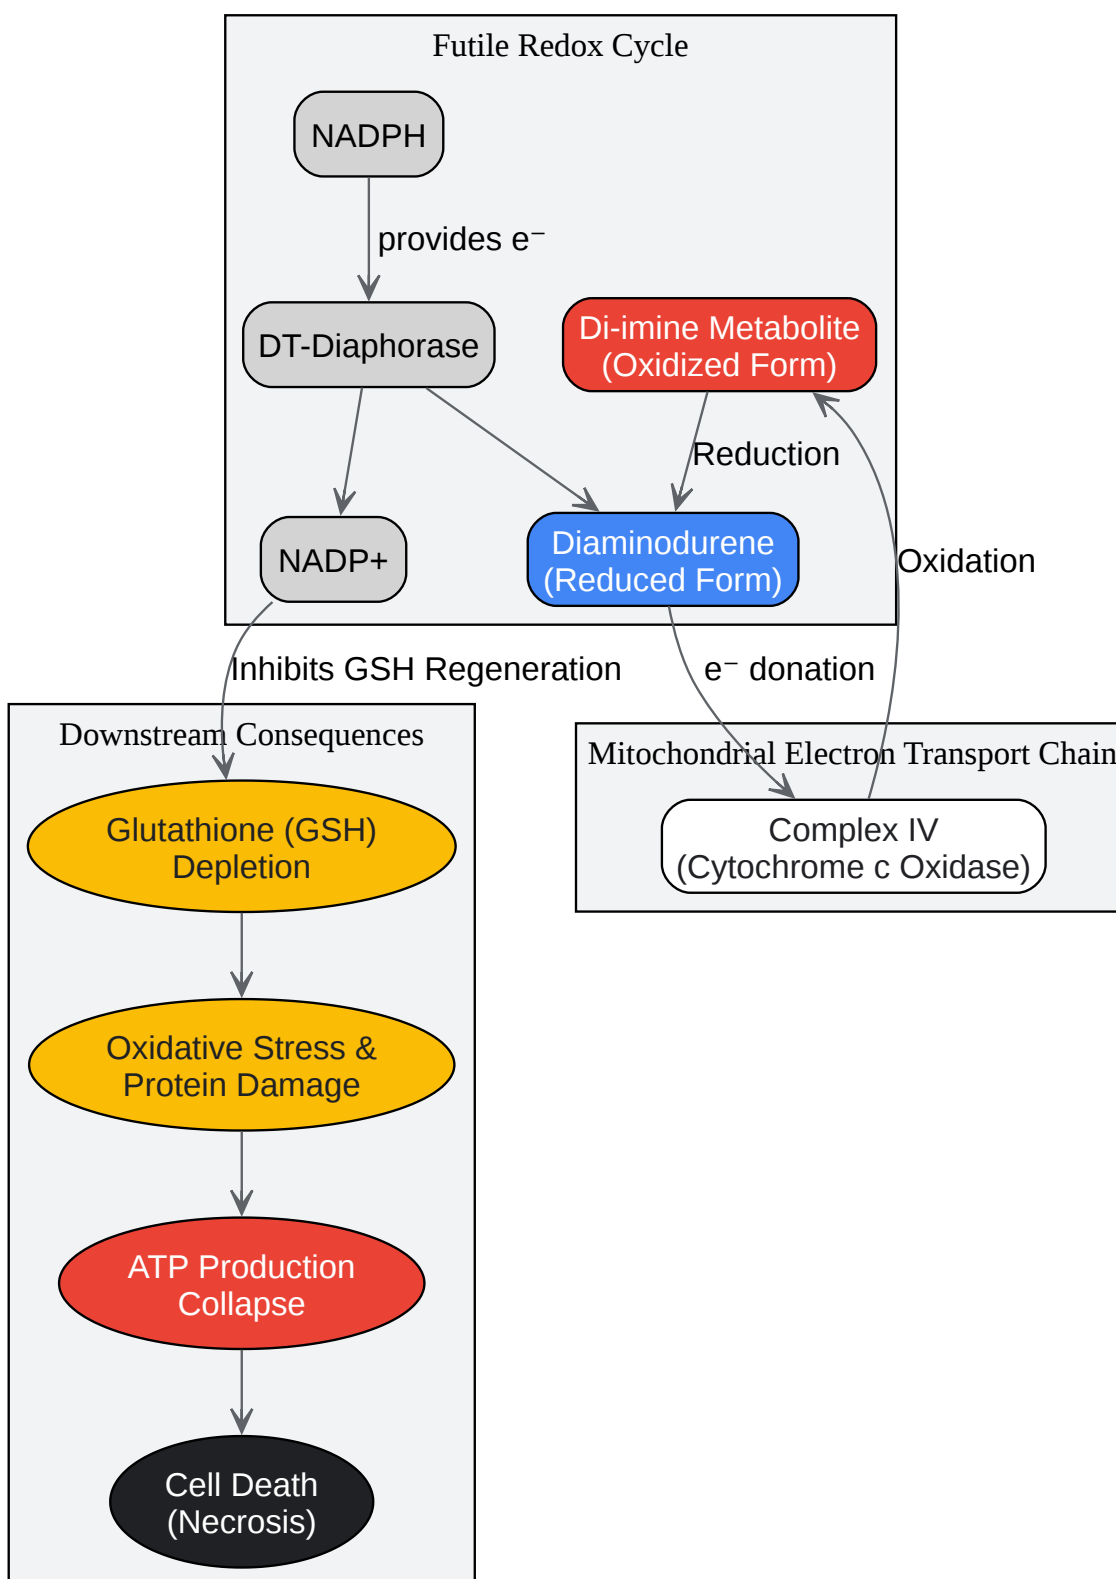 Futile Redox Cycle
NADPH
provides e⁻
DT-Diaphorase
Di-imine Metabolite
(Oxidized Form)
Reduction
NADP+
Diaminodurene
(Reduced Form)
Oxidation
Inhibits GSH Regeneration
e⁻ donation
Downstream Consequences
Mitochondrial Electron Transport Chain
Glutathione (GSH)
Depletion
Complex IV
(Cytochrome c Oxidase)
Oxidative Stress &
Protein Damage
ATP Production
Collapse
Cell Death
(Necrosis)